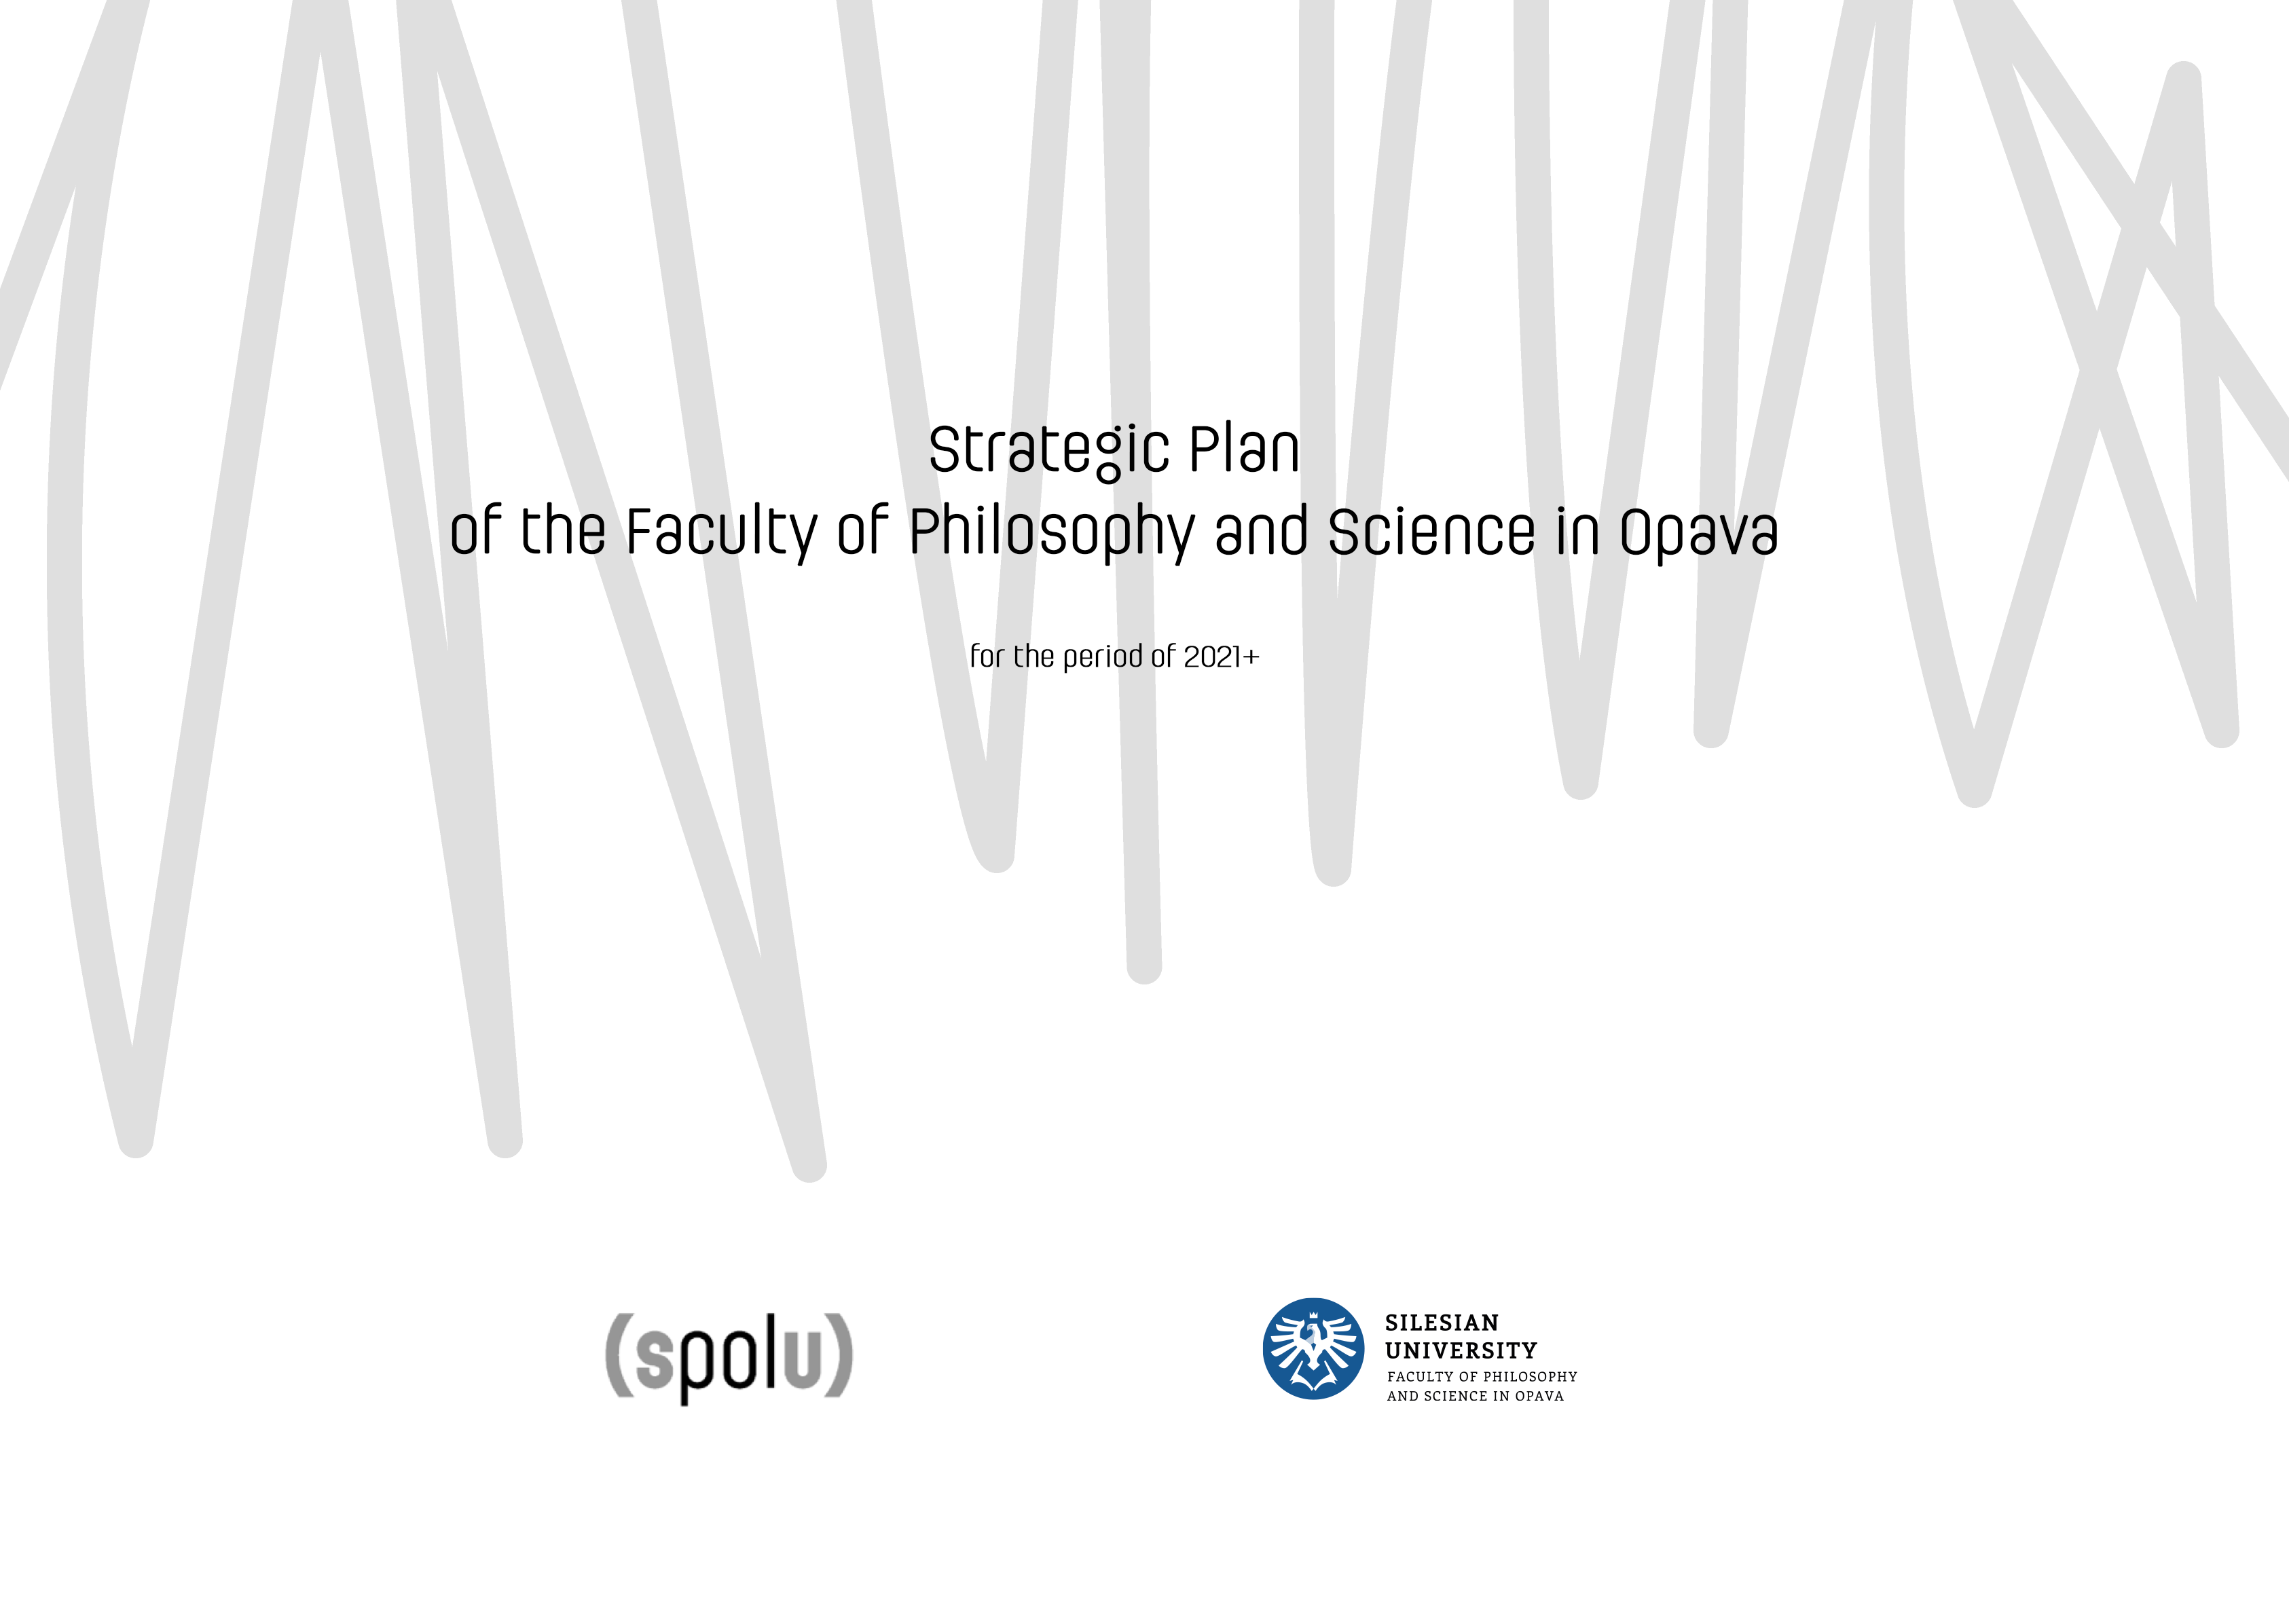 Strategic Plan
of the Faculty of Philosophy and Science in Opava
for the period of 2021+
(spolu)
SILESIAN
UNIVERSITY
FACULTY OF PHILOSOPHY
AND SCIENCE IN OPAVA